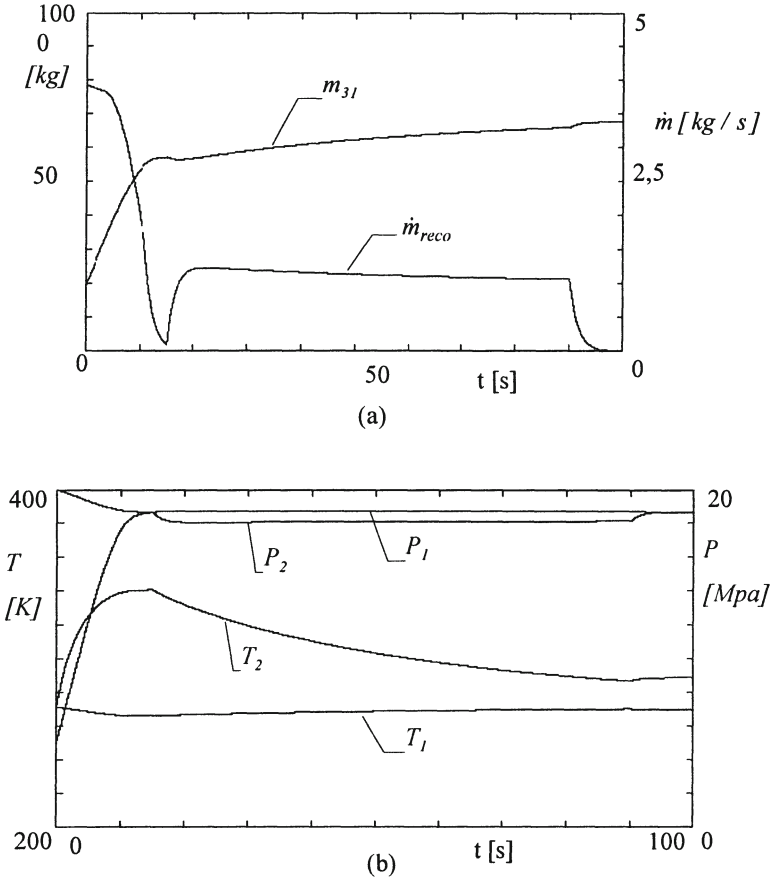 100
0
[kg]
50
0
m31
ṁreco
5
ṁ [ kg / s ]
2,5
0
50
t [s]
(a)
400
T
[K]
200
0
P2
P1
T2
T1
20
P
[Mpa]
0
100
t [s]
(b)